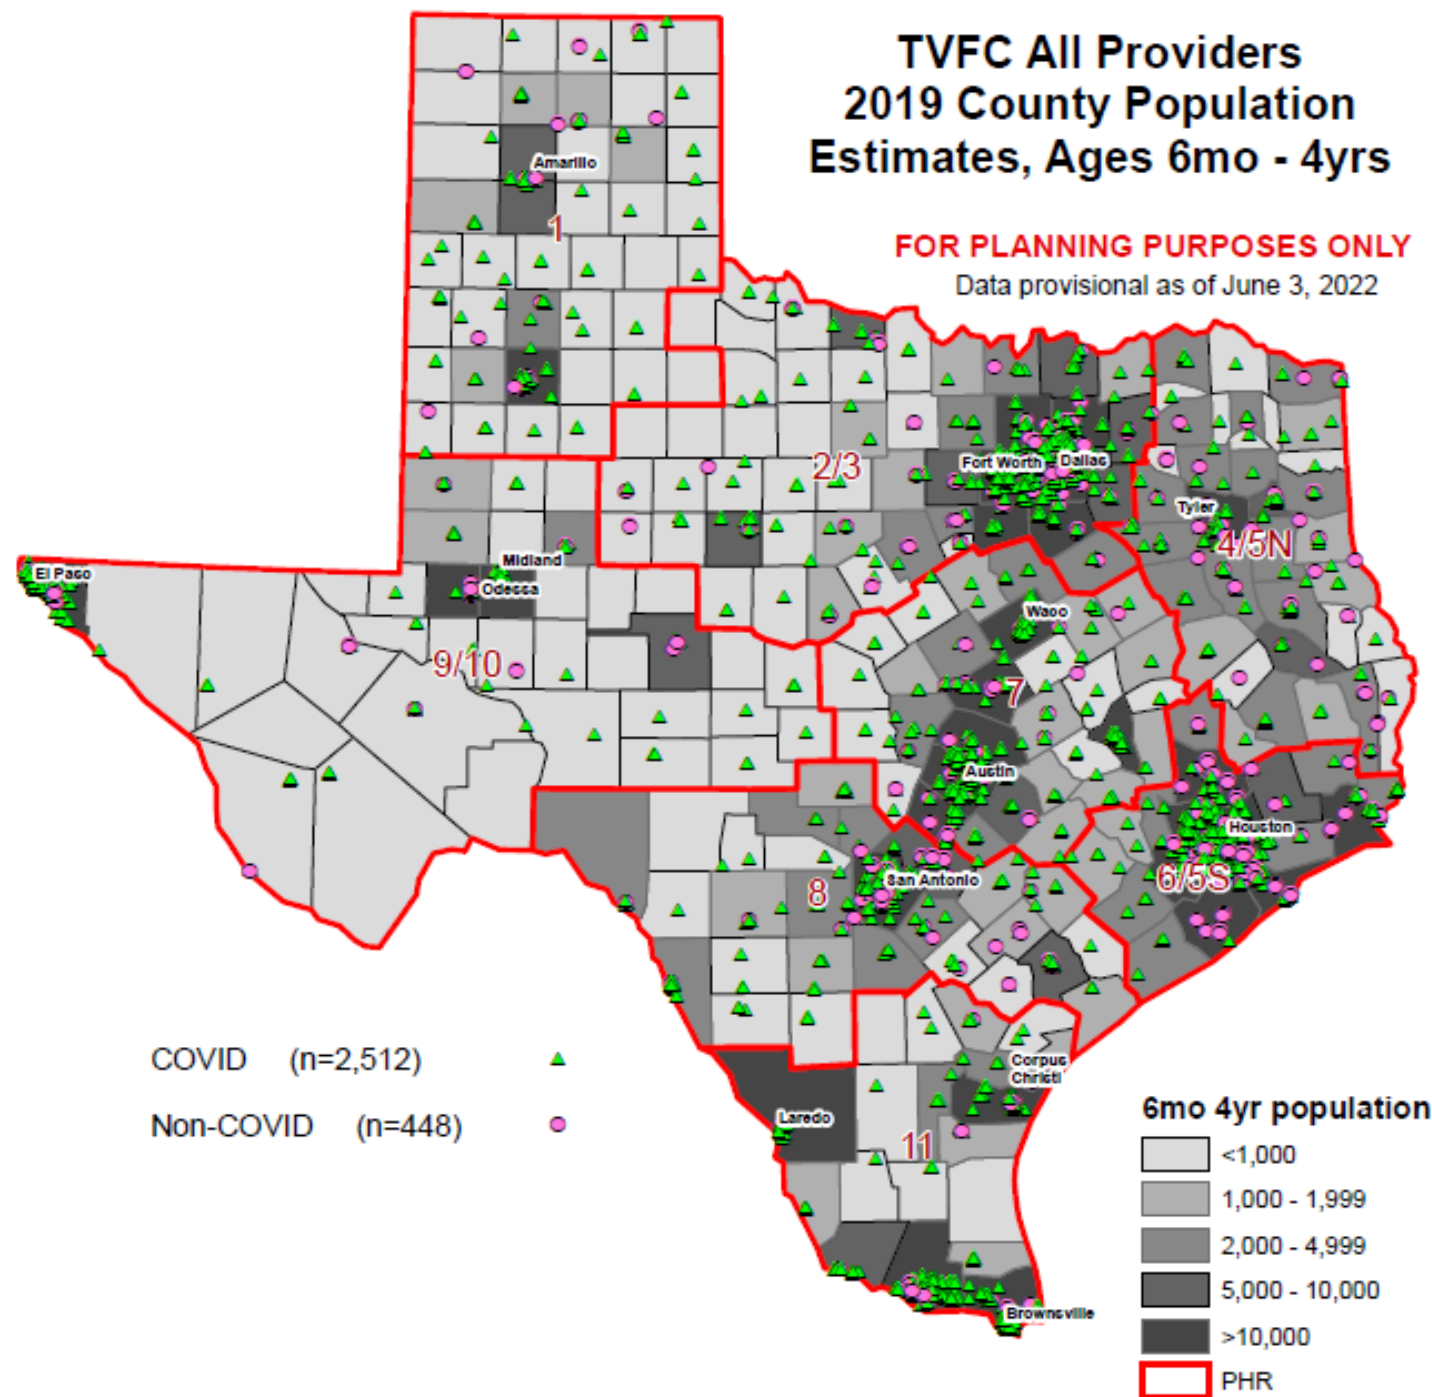 TVFC All Providers
2019 County Population
Estimates, Ages 6mo - 4yrs
FOR PLANNING PURPOSES ONLY
Data provisional as of June 3, 2022
Amarillo
1
2/3
Fort Worth
Dallas
Tyler
4/5N
El Paso
Midland
Odessa
9/10
Waco
7
Austin
Houston
6/5S
San Antonio
8
Corpus
Christi
Laredo
11
Brownsville
COVID (n=2,512)
Non-COVID (n=448)
6mo 4yr population
<1,000
1,000 - 1,999
2,000 - 4,999
5,000 - 10,000
>10,000
PHR